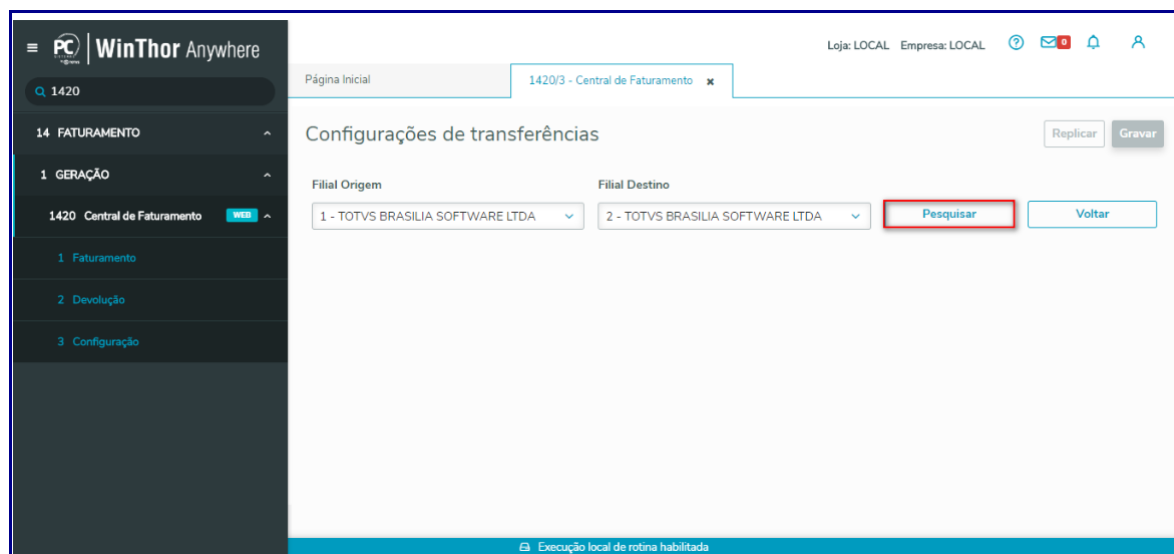 PC | WinThor Anywhere
Loja: LOCAL Empresa: LOCAL
0
1420
Página Inicial
1420/3 - Central de Faturamento
14 FATURAMENTO
Configurações de transferências
Replicar
Gravar
1 GERAÇÃO
Filial Origem
Filial Destino
1420 Central de Faturamento WEB
1 - TOTVS BRASILIA SOFTWARE LTDA
2 - TOTVS BRASILIA SOFTWARE LTDA
Pesquisar
Voltar
1 Faturamento
2 Devolução
3 Configuração
Execução local de rotina habilitada